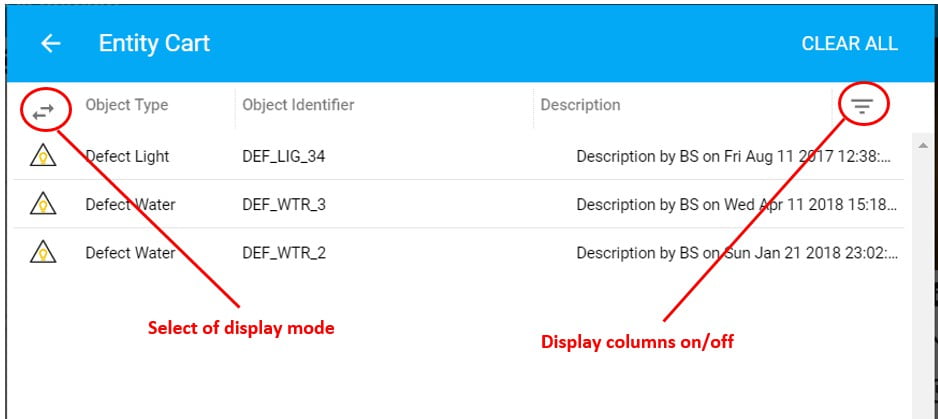 Entity Cart CLEAR ALL
Object Type Object Identifier Description
Defect Light DEF_LIG_34 Description by BS on Fri Aug 11 2017 12:38:...
Defect Water DEF_WTR_3 Description by BS on Wed Apr 11 2018 15:18...
Defect Water DEF_WTR_2 Description by BS on Sun Jan 21 2018 23:02:...
Select of display mode
Display columns on/off